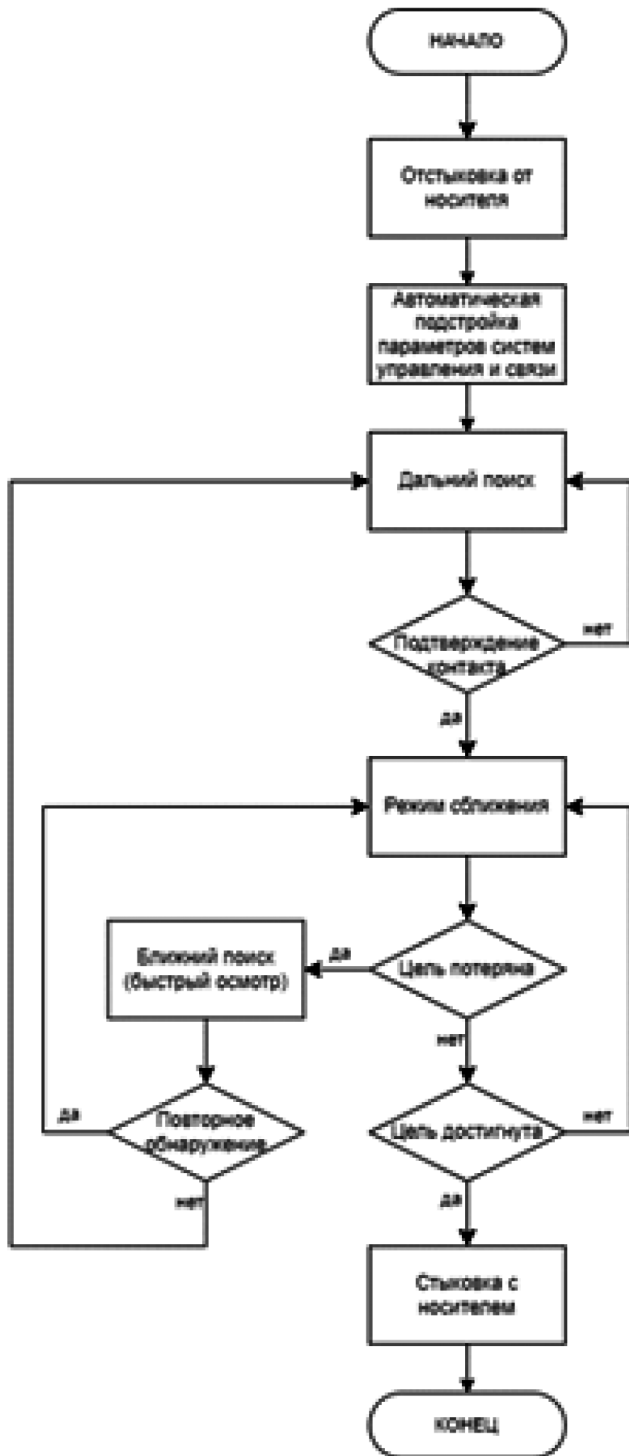 НАЧАЛО
Отстыковка от
носителя
Автоматическая
подстройка
параметров систем
управления и связи
Дальний поиск
Подтверждение
контакта
нет
да
Режим сближения
Ближний поиск
(быстрый осмотр)
да
Цель потеряна
нет
да
Повторное
обнаружение
нет
Цель достигнута
нет
да
Стыковка с
носителем
КОНЕЦ